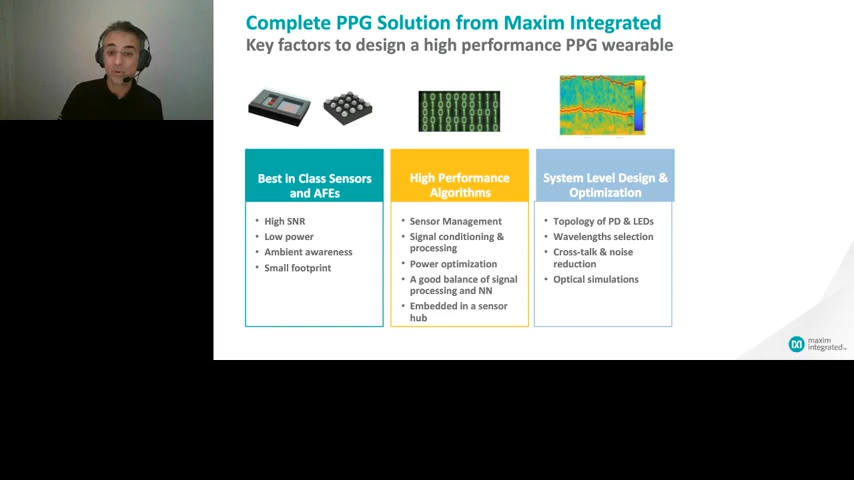 Complete PPG Solution from Maxim Integrated
Key factors to design a high performance PPG wearable
Best in Class Sensors
and AFEs
• High SNR
• Low power
• Ambient awareness
• Small footprint
High Performance
Algorithms
• Sensor Management
• Signal conditioning &
processing
• Power optimization
• A good balance of signal
processing and NN
• Embedded in a sensor
hub
System Level Design &
Optimization
• Topology of PD & LEDs
• Wavelengths selection
• Cross-talk & noise
reduction
• Optical simulations
maxim
integrated™